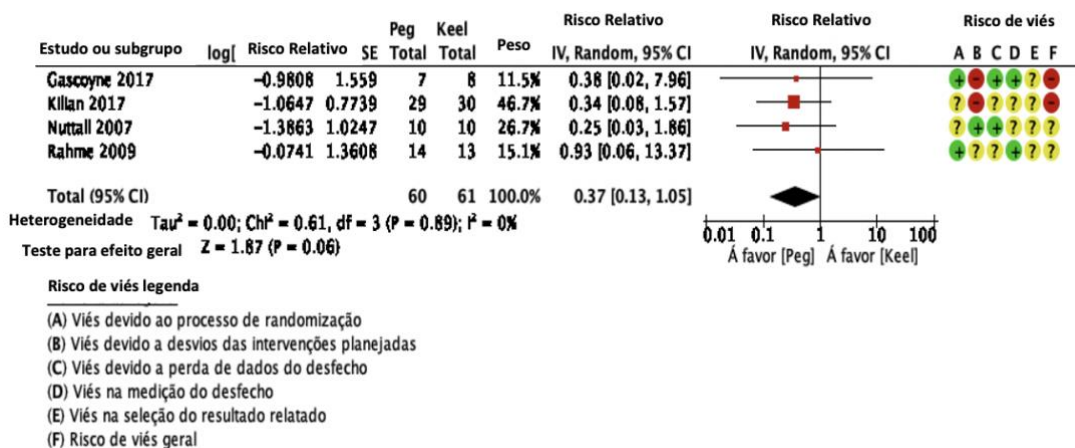 Peg Keel Risco Relativo Risco Relativo Risco de viés
Estudo ou subgrupo log[ Risco Relativo SE Total Total Peso IV, Random, 95% CI IV, Random, 95% CI A B C D E F
Gascoyne 2017 −0.9808 1.559 7 8 11.5% 0.38 [0.02, 7.96] + − + + ? −
Kilian 2017 −1.0647 0.7739 29 30 46.7% 0.34 [0.08, 1.57] ? − ? ? ? −
Nuttall 2007 −1.3863 1.0247 10 10 26.7% 0.25 [0.03, 1.86] ? + + ? ? ?
Rahme 2009 −0.0741 1.3608 14 13 15.1% 0.93 [0.06, 13.37] + ? ? + ? ?
Total (95% CI) 60 61 100.0% 0.37 [0.13, 1.05]
Heterogeneidade Tau² = 0.00; Chi² = 0.61, df = 3 (P = 0.89); I² = 0%
Teste para efeito geral Z = 1.87 (P = 0.06)
0.01 0.1 1 10 100
Á favor [Peg] Á favor [Keel]
Risco de viés legenda
(A) Viés devido ao processo de randomização
(B) Viés devido a desvios das intervenções planejadas
(C) Viés devido a perda de dados do desfecho
(D) Viés na medição do desfecho
(E) Viés na seleção do resultado relatado
(F) Risco de viés geral